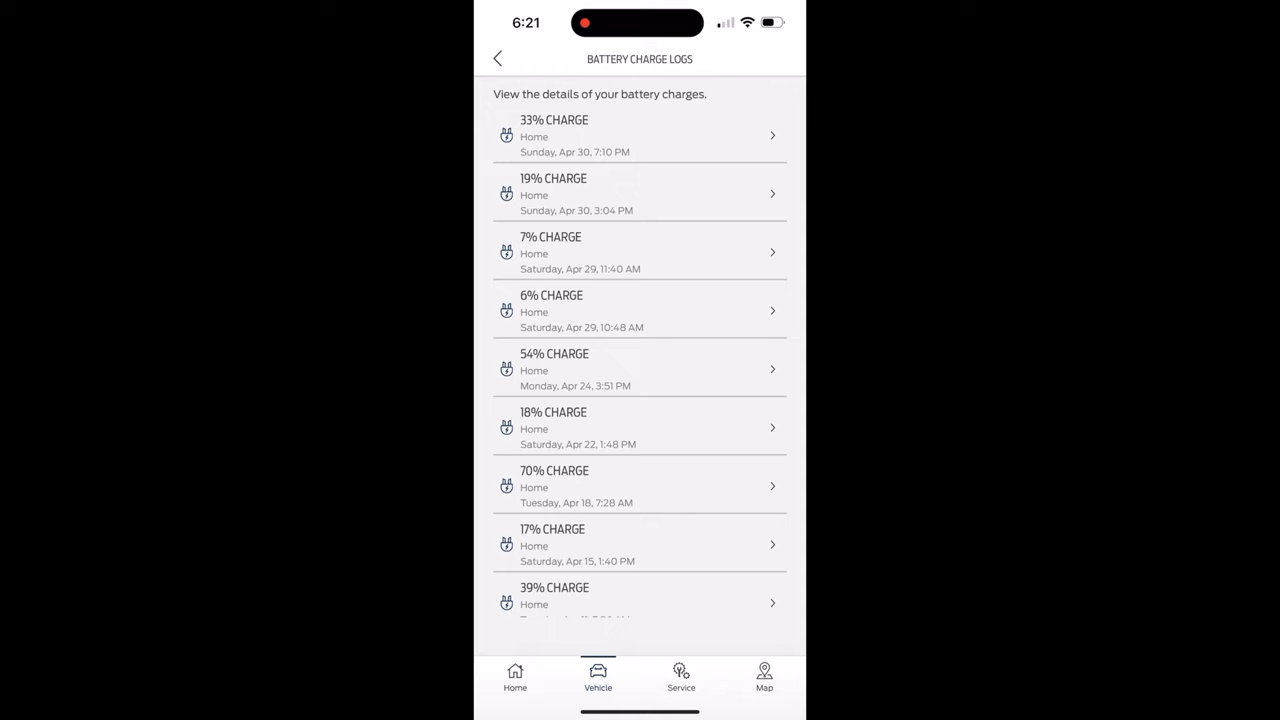 6:21
BATTERY CHARGE LOGS
View the details of your battery charges.
33% CHARGE
Home
Sunday, Apr 30, 7:10 PM
19% CHARGE
Home
Sunday, Apr 30, 3:04 PM
7% CHARGE
Home
Saturday, Apr 29, 11:40 AM
6% CHARGE
Home
Saturday, Apr 29, 10:48 AM
54% CHARGE
Home
Monday, Apr 24, 3:51 PM
18% CHARGE
Home
Saturday, Apr 22, 1:48 PM
70% CHARGE
Home
Tuesday, Apr 18, 7:28 AM
17% CHARGE
Home
Saturday, Apr 15, 1:40 PM
39% CHARGE
Home
Home Vehicle Service Map